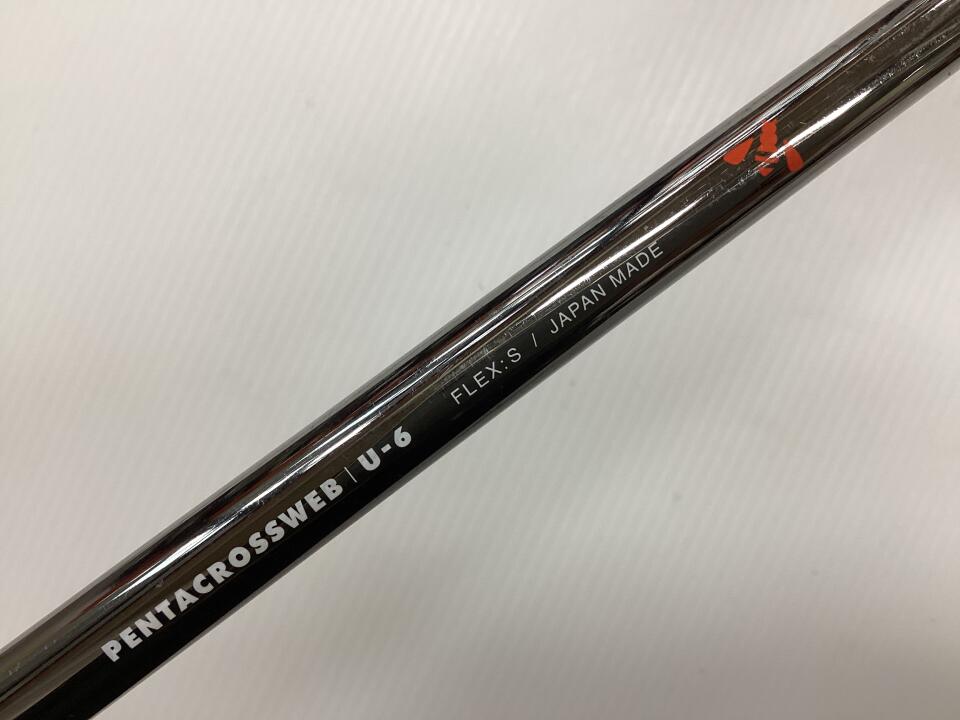 PENTACROSSWEB | U-6 FLEX:S / JAPAN MADE